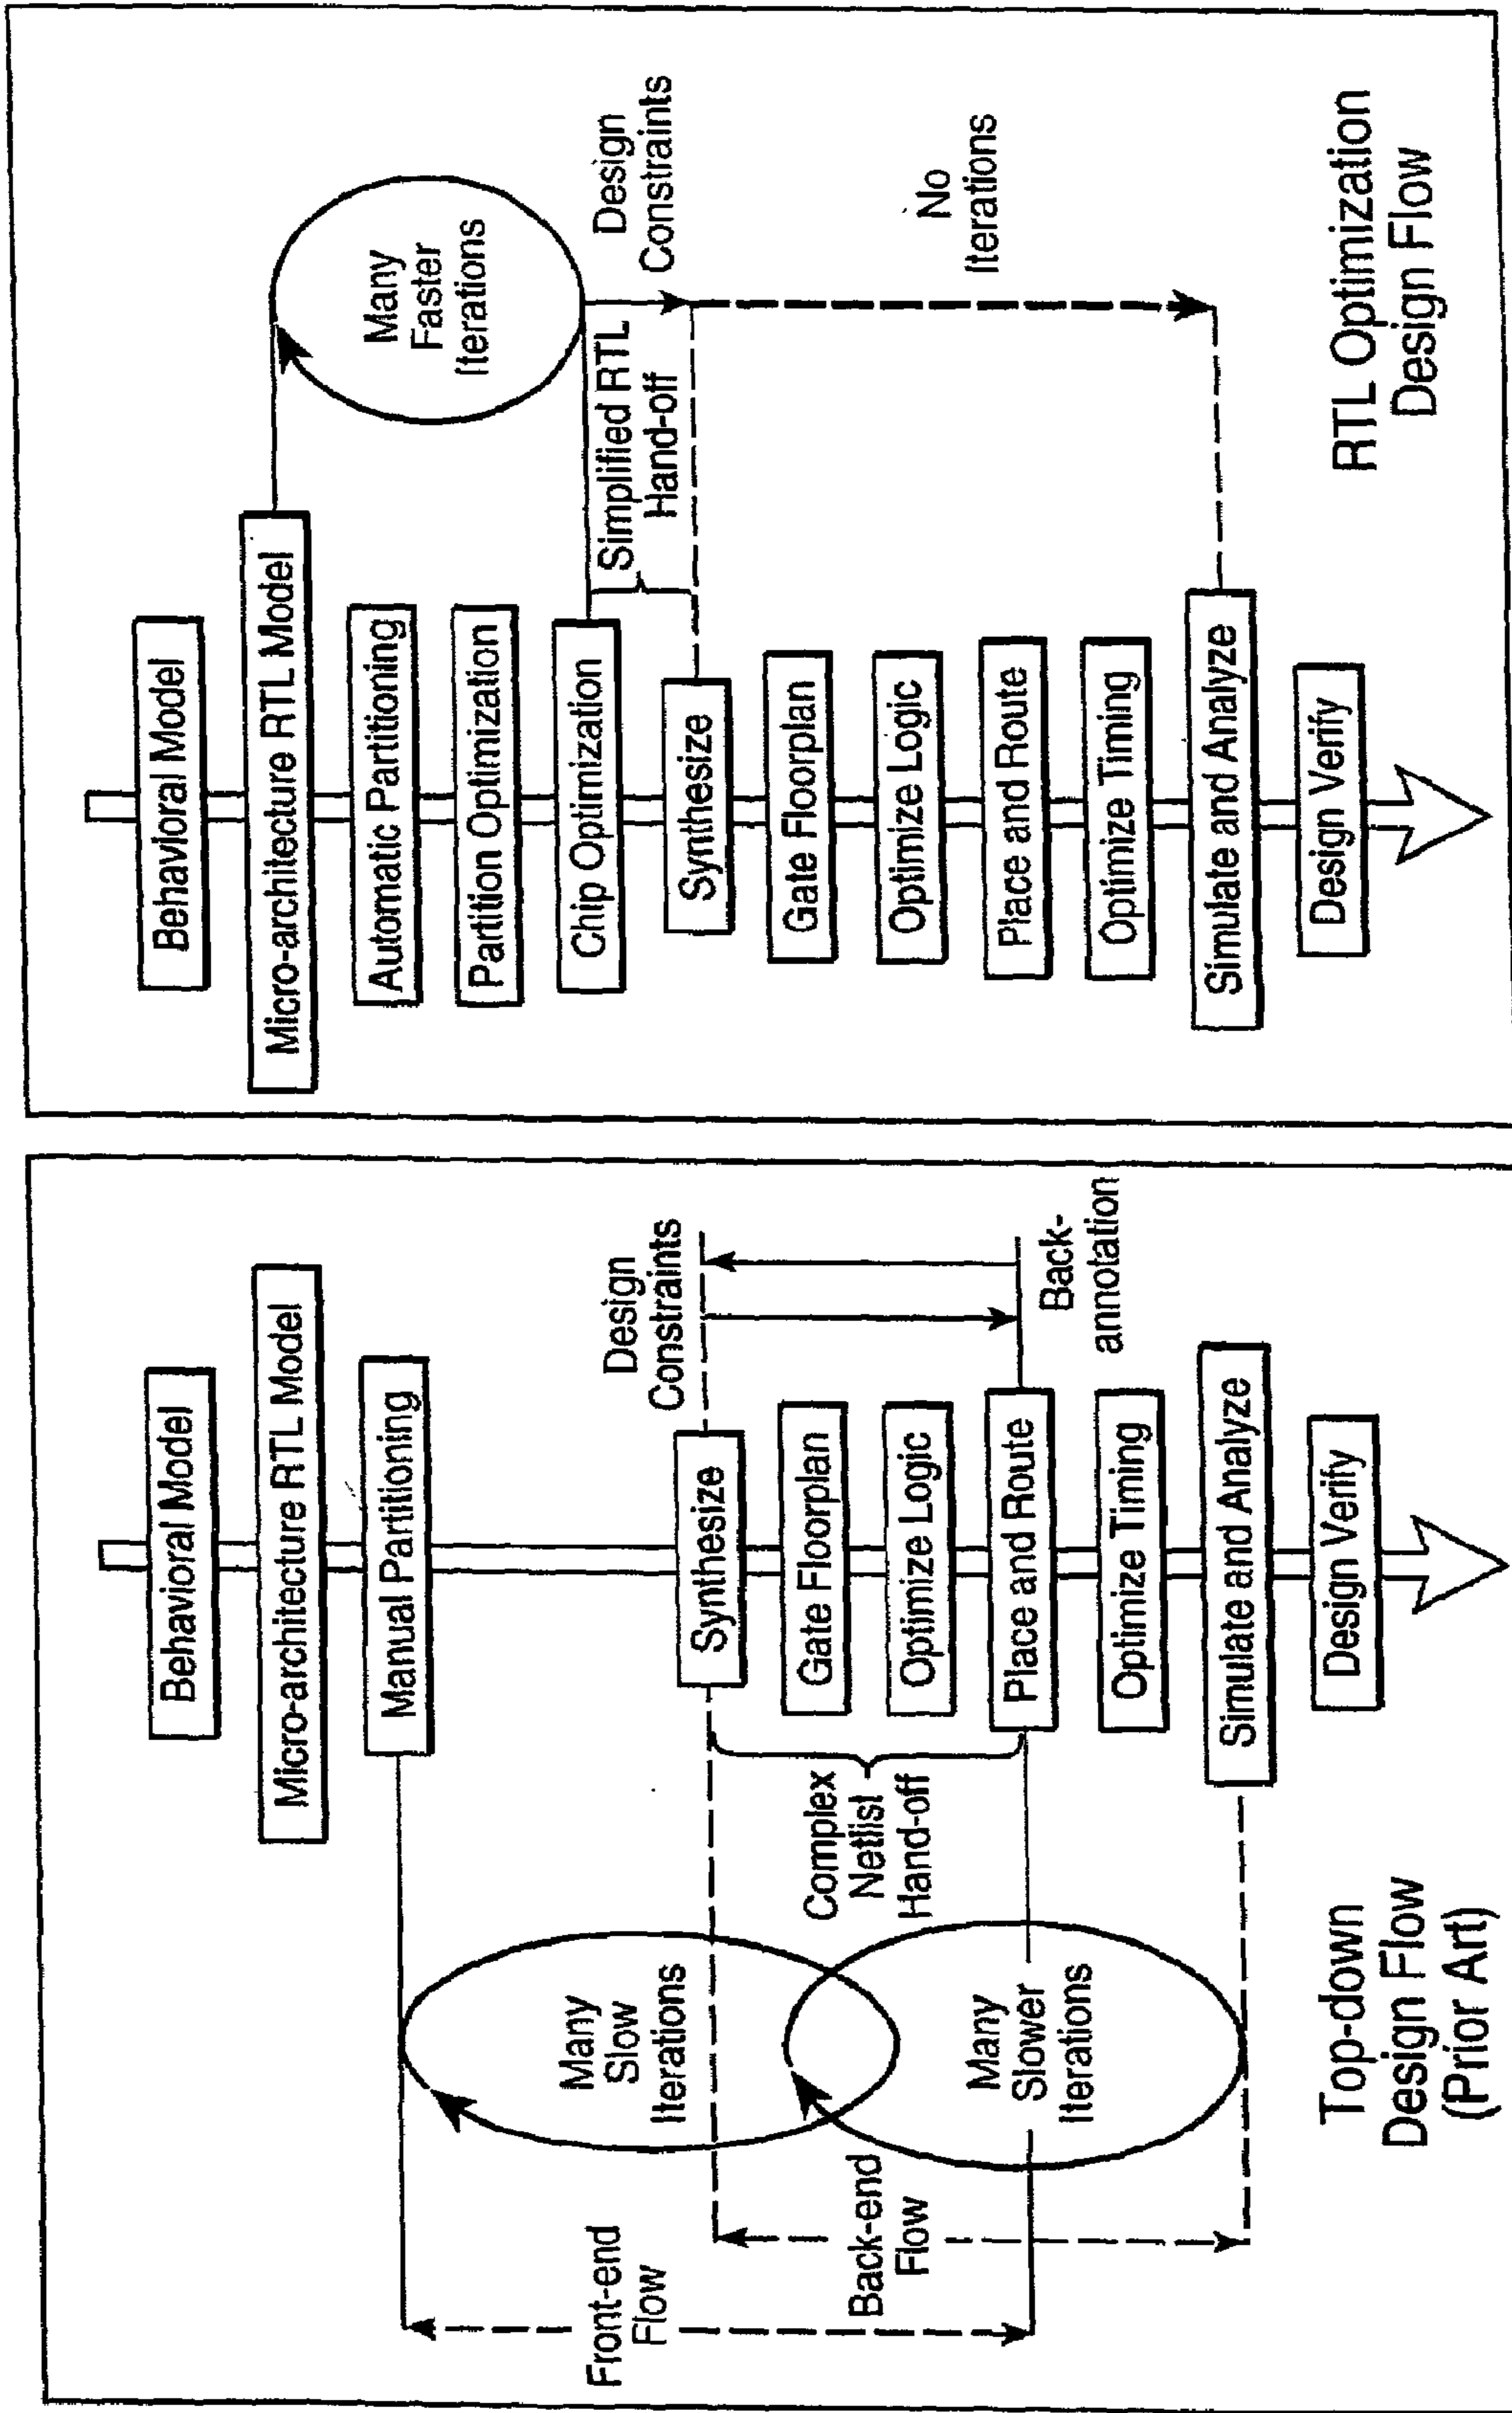 Behavioral Model
Micro-architecture RTL Model
Manual Partitioning
Synthesize
Gate Floorplan
Optimize Logic
Place and Route
Optimize Timing
Simulate and Analyze
Design Verify
Front-end
Flow
Back-end
Flow
Many
Slow
Iterations
Many
Slower
Iterations
Complex
Netlist
Hand-off
Design
Constraints
Back-
annotation
Top-down
Design Flow
(Prior Art)
Behavioral Model
Micro-architecture RTL Model
Automatic Partitioning
Partition Optimization
Chip Optimization
Synthesize
Gate Floorplan
Optimize Logic
Place and Route
Optimize Timing
Simulate and Analyze
Design Verify
Many
Faster
Iterations
Simplified RTL
Hand-off
Design
Constraints
No
Iterations
RTL Optimization
Design Flow